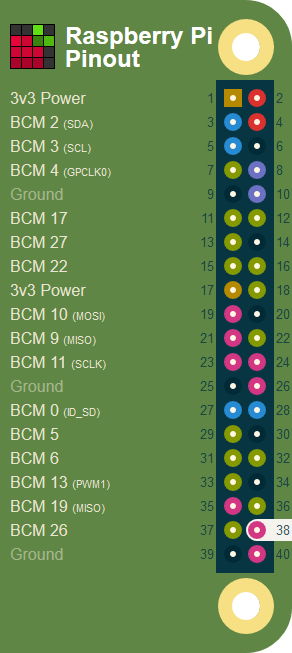 Raspberry Pi
Pinout
3v3 Power 1 2
BCM 2 (SDA) 3 4
BCM 3 (SCL) 5 6
BCM 4 (GPCLK0) 7 8
Ground 9 10
BCM 17 11 12
BCM 27 13 14
BCM 22 15 16
3v3 Power 17 18
BCM 10 (MOSI) 19 20
BCM 9 (MISO) 21 22
BCM 11 (SCLK) 23 24
Ground 25 26
BCM 0 (ID_SD) 27 28
BCM 5 29 30
BCM 6 31 32
BCM 13 (PWM1) 33 34
BCM 19 (MISO) 35 36
BCM 26 37 38
Ground 39 40